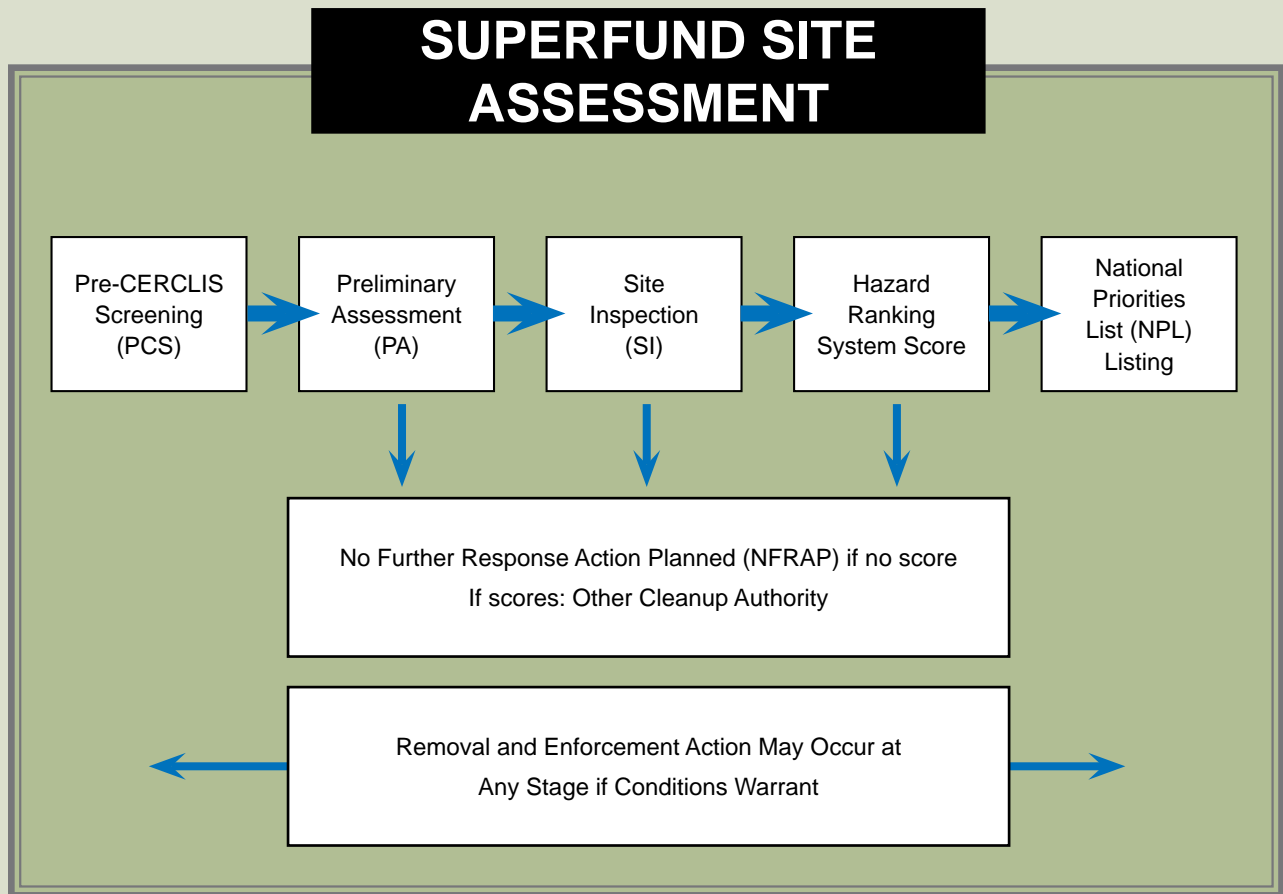 SUPERFUND SITE
ASSESSMENT
Pre-CERCLIS
Screening
(PCS)
Preliminary
Assessment
(PA)
Site
Inspection
(SI)
Hazard
Ranking
System Score
National
Priorities
List (NPL)
Listing
No Further Response Action Planned (NFRAP) if no score
If scores: Other Cleanup Authority
Removal and Enforcement Action May Occur at
Any Stage if Conditions Warrant